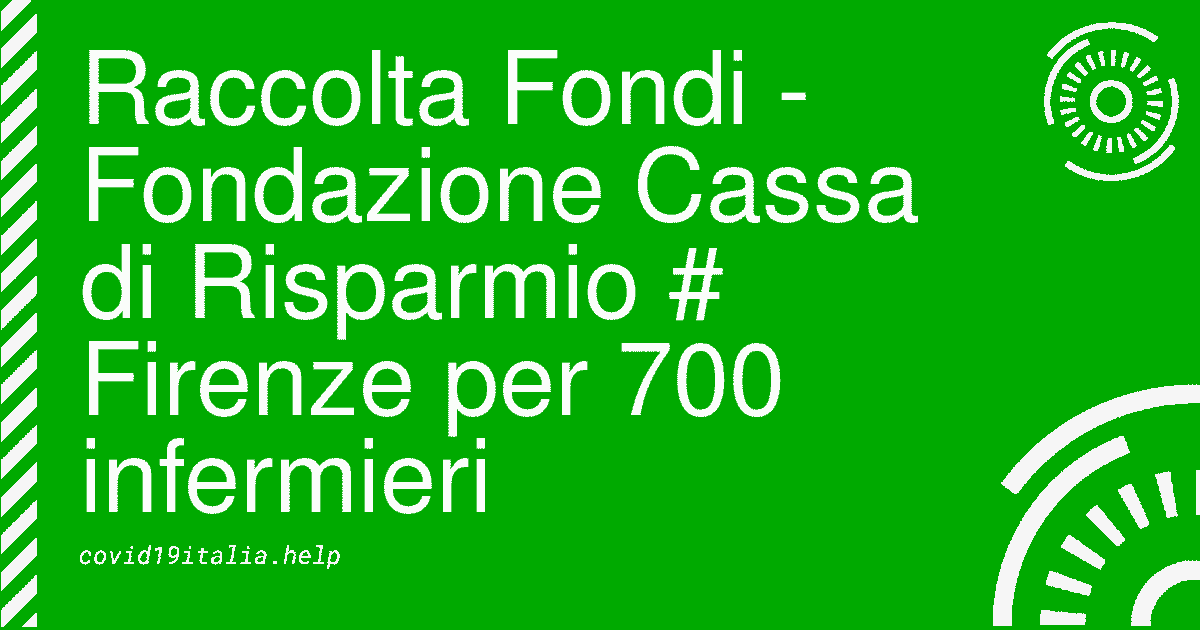 Raccolta Fondi -
Fondazione Cassa
di Risparmio #
Firenze per 700
infermieri
covid19italia.help